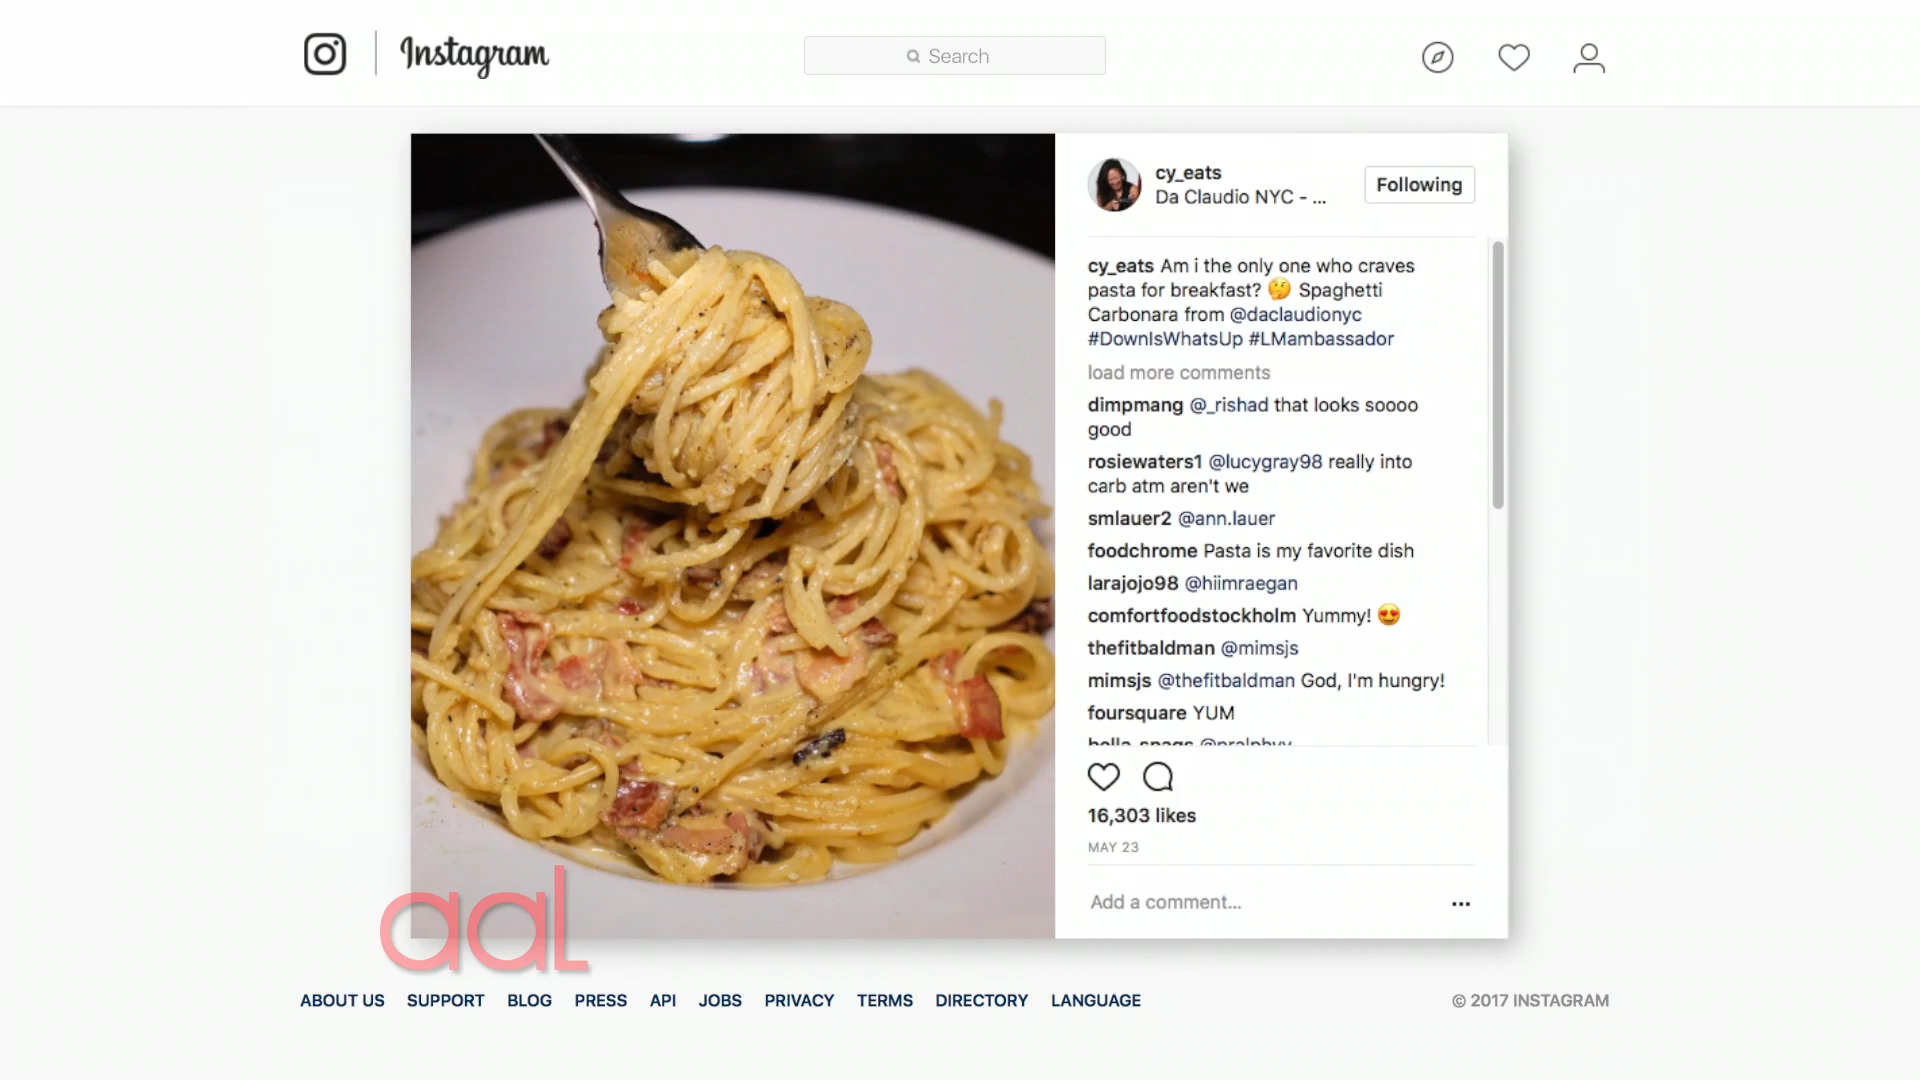 Instagram
Search
cy_eats
Da Claudio NYC - ...
Following
cy_eats Am i the only one who craves
pasta for breakfast? 🤔 Spaghetti
Carbonara from @daclaudionyc
#DownIsWhatsUp #LMambassador
load more comments
dimpmang @_rishad that looks soooo
good
rosiewaters1 @lucygray98 really into
carb atm aren't we
smlauer2 @ann.lauer
foodchrome Pasta is my favorite dish
larajojo98 @hiimraegan
comfortfoodstockholm Yummy! 😍
thefitbaldman @mimsjs
mimsjs @thefitbaldman God, I'm hungry!
foursquare YUM
16,303 likes
MAY 23
Add a comment...
aal
ABOUT US SUPPORT BLOG PRESS API JOBS PRIVACY TERMS DIRECTORY LANGUAGE
© 2017 INSTAGRAM